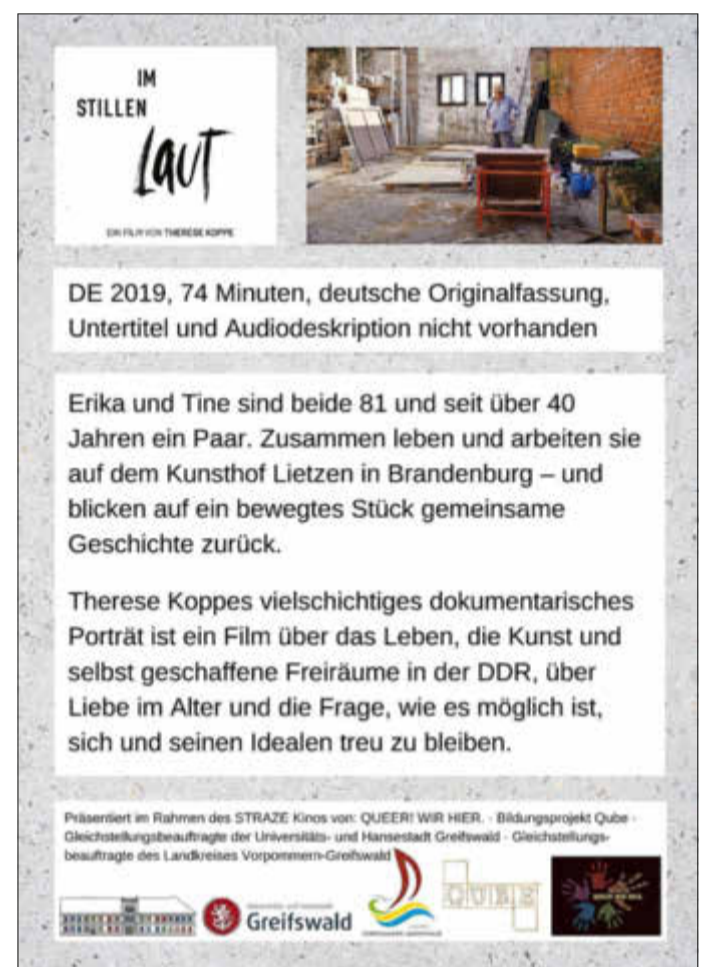 IM
STILLEN
LAUT
EIN FILM VON THERESE KOPPE
DE 2019, 74 Minuten, deutsche Originalfassung,
Untertitel und Audiodeskription nicht vorhanden
Erika und Tine sind beide 81 und seit über 40
Jahren ein Paar. Zusammen leben und arbeiten sie
auf dem Kunsthof Lietzen in Brandenburg – und
blicken auf ein bewegtes Stück gemeinsame
Geschichte zurück.
Therese Koppes vielschichtiges dokumentarisches
Porträt ist ein Film über das Leben, die Kunst und
selbst geschaffene Freiräume in der DDR, über
Liebe im Alter und die Frage, wie es möglich ist,
sich und seinen Idealen treu zu bleiben.
Präsentiert im Rahmen des STRAZE Kinos von: QUEER! WIR HIER. · Bildungsprojekt Qube ·
Gleichstellungsbeauftragte der Universitäts- und Hansestadt Greifswald · Gleichstellungs-
beauftragte des Landkreises Vorpommern-Greifswald
Greifswald
QUBE